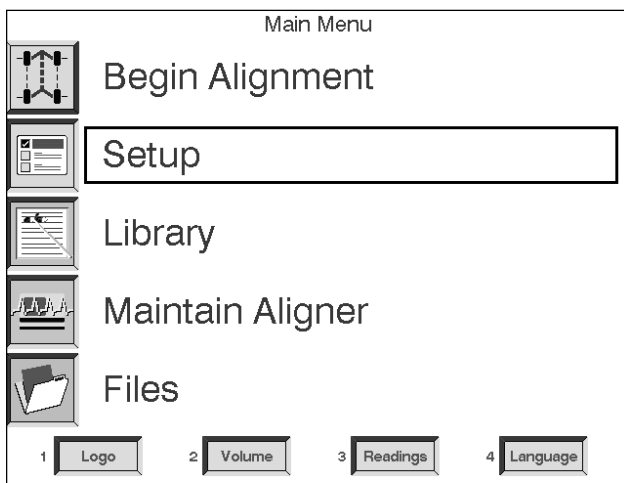 Main Menu
Begin Alignment
Setup
Library
Maintain Aligner
Files
1 Logo 2 Volume 3 Readings 4 Language